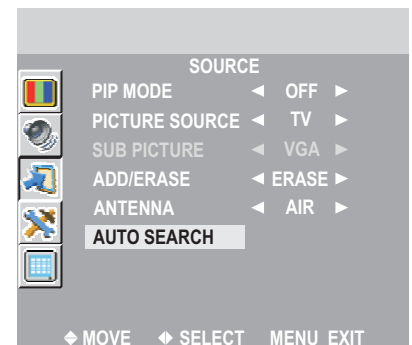 SOURCE
PIP MODE ◄ OFF ►
PICTURE SOURCE ◄ TV ►
SUB PICTURE ◄ VGA ►
ADD/ERASE ◄ ERASE ►
ANTENNA ◄ AIR ►
AUTO SEARCH
MOVE SELECT MENU EXIT